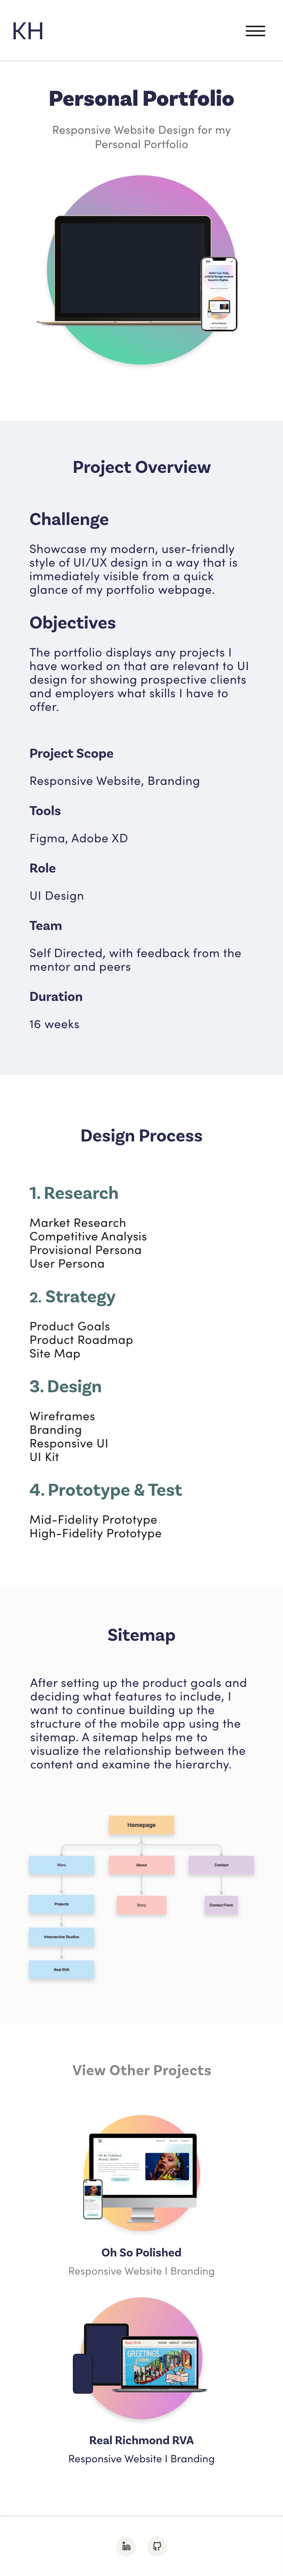 KH
Personal Portfolio
Responsive Website Design for my
Personal Portfolio
Project Overview
Challenge
Showcase my modern, user-friendly
style of UI/UX design in a way that is
immediately visible from a quick
glance of my portfolio webpage.
Objectives
The portfolio displays any projects I
have worked on that are relevant to UI
design for showing prospective clients
and employers what skills I have to
offer.
Project Scope
Responsive Website, Branding
Tools
Figma, Adobe XD
Role
UI Design
Team
Self Directed, with feedback from the
mentor and peers
Duration
16 weeks
Design Process
1. Research
Market Research
Competitive Analysis
Provisional Persona
User Persona
2. Strategy
Product Goals
Product Roadmap
Site Map
3. Design
Wireframes
Branding
Responsive UI
UI Kit
4. Prototype & Test
Mid-Fidelity Prototype
High-Fidelity Prototype
Sitemap
After setting up the product goals and
deciding what features to include, I
want to continue building up the
structure of the mobile app using the
sitemap. A sitemap helps me to
visualize the relationship between the
content and examine the hierarchy.
Homepage
Work About Contact
Projects Story Contact Form
Interactive Studios
Real RVA
View Other Projects
Oh So Polished
Responsive Website I Branding
Real RVA HOME ABOUT CONTACT
GREETINGS
Real Richmond RVA
Responsive Website I Branding